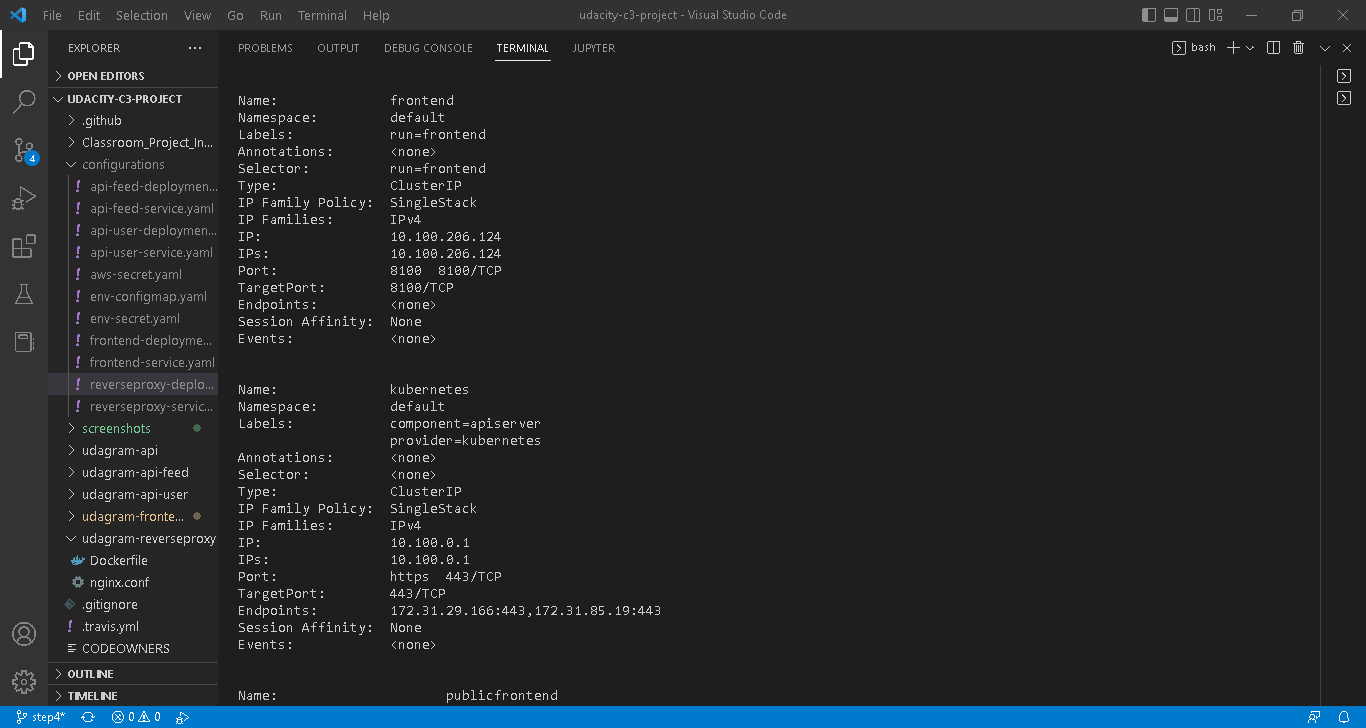 File Edit Selection View Go Run Terminal Help
udacity-c3-project - Visual Studio Code
EXPLORER
OPEN EDITORS
UDACITY-C3-PROJECT
.github
Classroom_Project_In...
configurations
api-feed-deploymen...
api-feed-service.yaml
api-user-deploymen...
api-user-service.yaml
aws-secret.yaml
env-configmap.yaml
env-secret.yaml
frontend-deployme...
frontend-service.yaml
reverseproxy-deplo...
reverseproxy-servic...
screenshots
udagram-api
udagram-api-feed
udagram-api-user
udagram-fronte...
udagram-reverseproxy
Dockerfile
nginx.conf
.gitignore
.travis.yml
CODEOWNERS
OUTLINE
TIMELINE
4
PROBLEMS OUTPUT DEBUG CONSOLE TERMINAL JUPYTER
bash
Name: frontend
Namespace: default
Labels: run=frontend
Annotations: <none>
Selector: run=frontend
Type: ClusterIP
IP Family Policy: SingleStack
IP Families: IPv4
IP: 10.100.206.124
IPs: 10.100.206.124
Port: 8100 8100/TCP
TargetPort: 8100/TCP
Endpoints: <none>
Session Affinity: None
Events: <none>
Name: kubernetes
Namespace: default
Labels: component=apiserver
provider=kubernetes
Annotations: <none>
Selector: <none>
Type: ClusterIP
IP Family Policy: SingleStack
IP Families: IPv4
IP: 10.100.0.1
IPs: 10.100.0.1
Port: https 443/TCP
TargetPort: 443/TCP
Endpoints: 172.31.29.166:443,172.31.85.19:443
Session Affinity: None
Events: <none>
Name: publicfrontend
step4* 0 0